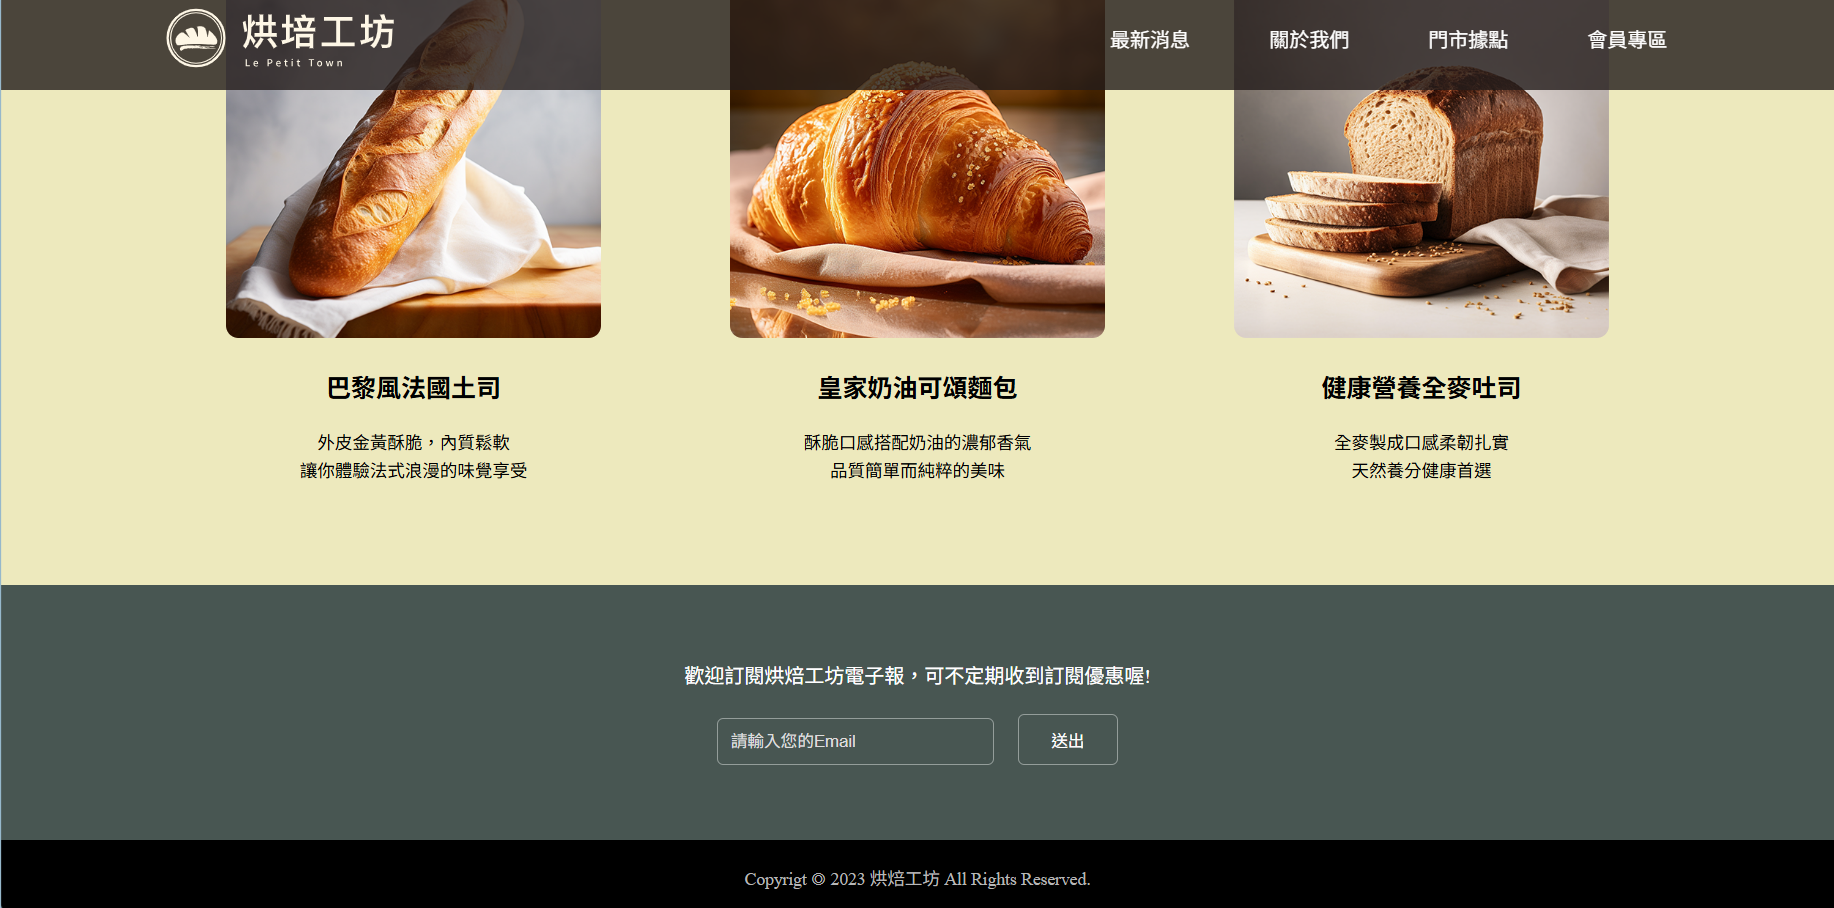 烘培工坊
Le Petit Town
最新消息 關於我們 門市據點 會員專區
巴黎風法國土司
外皮金黃酥脆，內質鬆軟
讓你體驗法式浪漫的味覺享受
皇家奶油可頌麵包
酥脆口感搭配奶油的濃郁香氣
品質簡單而純粹的美味
健康營養全麥吐司
全麥製成口感柔韌扎實
天然養分健康首選
歡迎訂閱烘焙工坊電子報，可不定期收到訂閱優惠喔!
請輸入您的Email
送出
Copyrigt © 2023 烘焙工坊 All Rights Reserved.